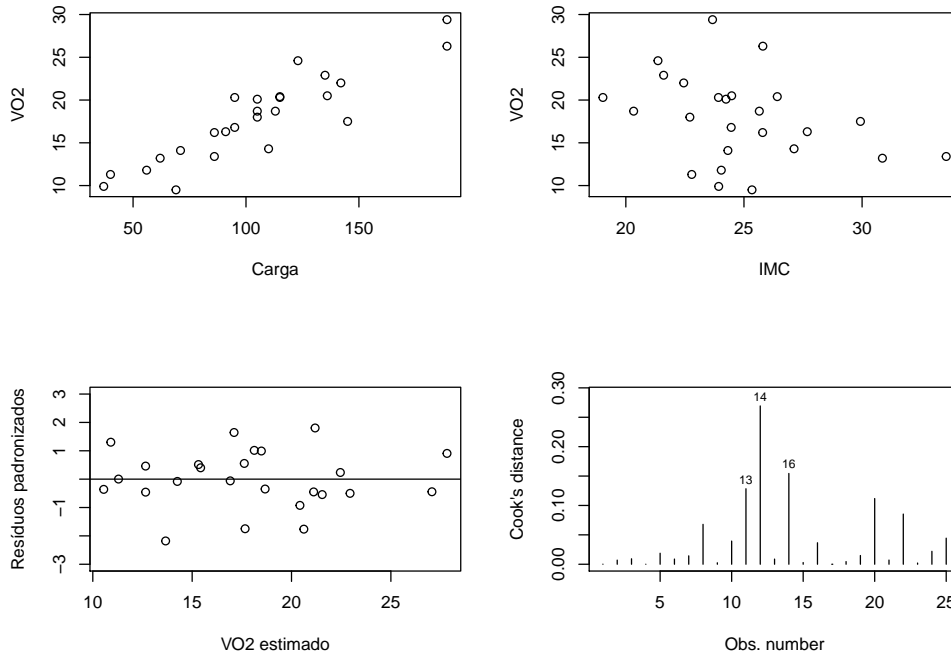 VO2
10 15 20 25 30
50 100 150
Carga
VO2
10 15 20 25 30
20 25 30
IMC
Resíduos padronizados
−3 −1 1 2 3
10 15 20 25
VO2 estimado
Cook's distance
0.00 0.10 0.20 0.30
13 14 16
5 10 15 20 25
Obs. number